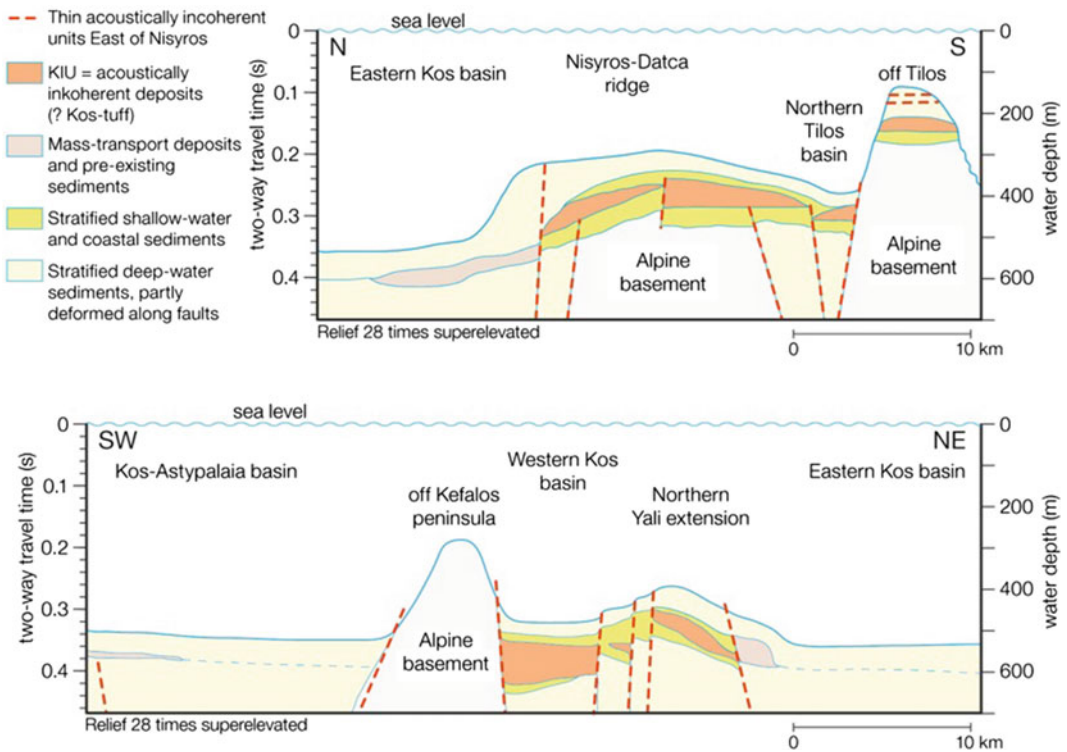 Thin acoustically incoherent
units East of Nisyros
KIU = acoustically
inkoherent deposits
(? Kos-tuff)
Mass-transport deposits
and pre-existing
sediments
Stratified shallow-water
and coastal sediments
Stratified deep-water
sediments, partly
deformed along faults
sea level
N
S
Eastern Kos basin
Nisyros-Datca
ridge
off Tilos
Northern
Tilos
basin
Alpine
basement
Alpine
basement
two-way travel time (s)
0
0.1
0.2
0.3
0.4
water depth (m)
0
200
400
600
Relief 28 times superelevated
0
10 km
sea level
SW
NE
Kos-Astypalaia basin
Western Kos
basin
Eastern Kos basin
off Kefalos
peninsula
Northern
Yali extension
Alpine
basement
two-way travel time (s)
0
0.1
0.2
0.3
0.4
water depth (m)
0
200
400
600
Relief 28 times superelevated
0
10 km